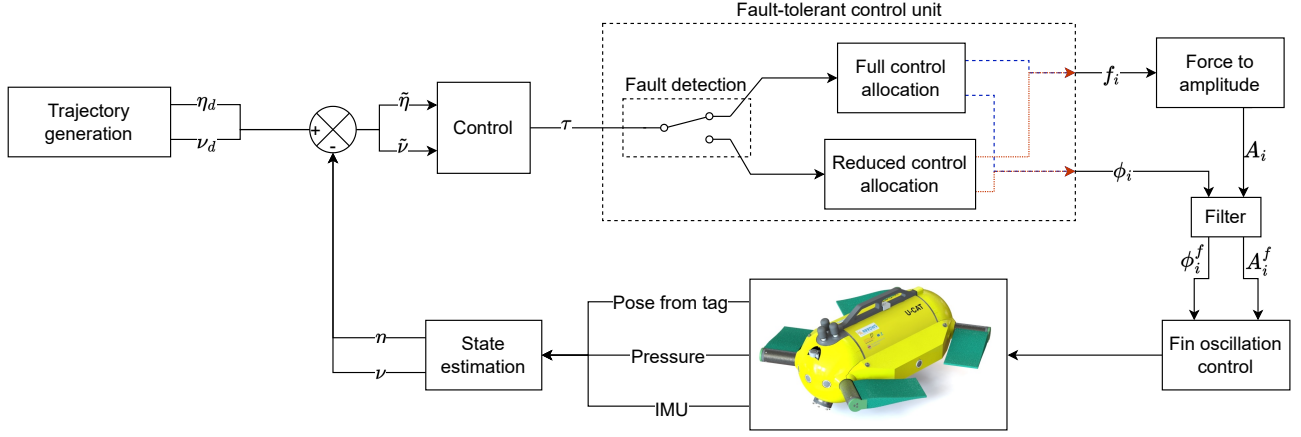 Fault-tolerant control unit
Trajectory
generation
η_d
ν_d
+
-
η̃
ν̃
Control
τ
Fault detection
Full control
allocation
Reduced control
allocation
f_i
ϕ_i
Force to
amplitude
A_i
Filter
ϕ_i^f
A_i^f
Fin oscillation
control
U-CAT
Pose from tag
Pressure
IMU
State
estimation
n
ν